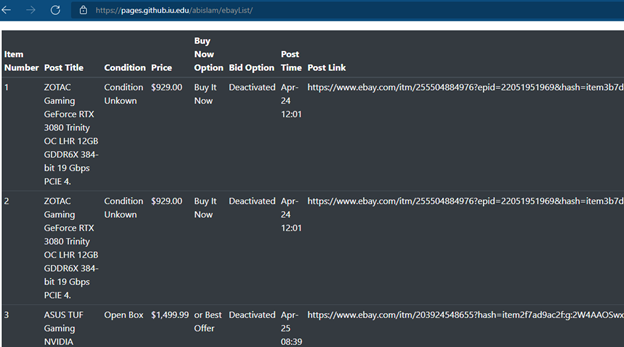 https://pages.github.iu.edu/abislam/ebayList/
Item Number Post Title Condition Price Buy Now Option Bid Option Post Time Post Link
1 ZOTAC Gaming GeForce RTX 3080 Trinity OC LHR 12GB GDDR6X 384-bit 19 Gbps PCIE 4. Condition Unkown $929.00 Buy It Now Deactivated Apr-24 12:01 https://www.ebay.com/itm/255504884976?epid=22051951969&hash=item3b7d
2 ZOTAC Gaming GeForce RTX 3080 Trinity OC LHR 12GB GDDR6X 384-bit 19 Gbps PCIE 4. Condition Unkown $929.00 Buy It Now Deactivated Apr-24 12:01 https://www.ebay.com/itm/255504884976?epid=22051951969&hash=item3b7d
3 ASUS TUF Gaming NVIDIA Open Box $1,499.99 or Best Offer Deactivated Apr-25 08:39 https://www.ebay.com/itm/203924548655?hash=item2f7ad9ac2f:g:2W4AAOSwx